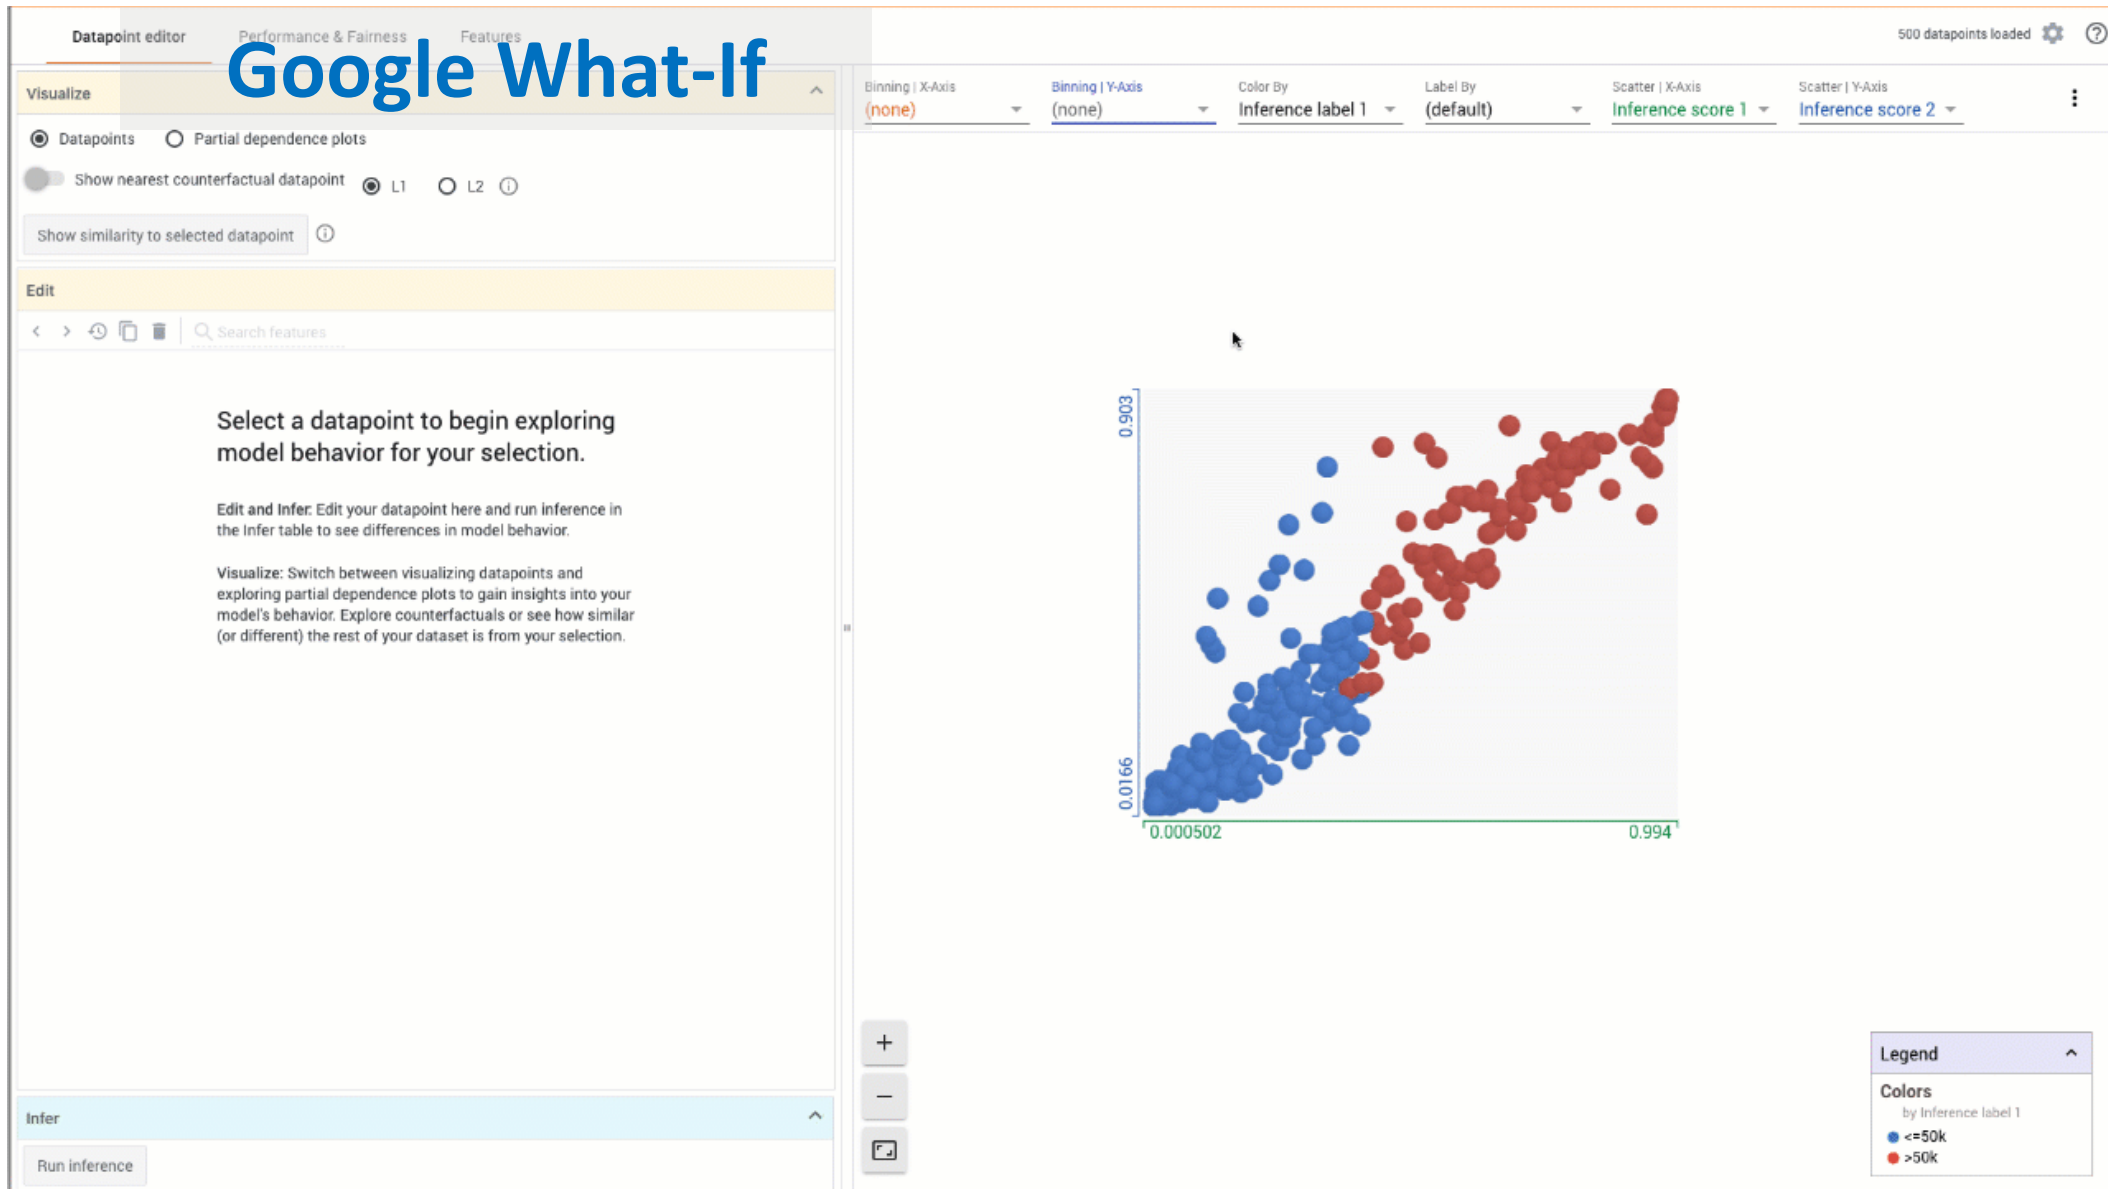 Datapoint editor
Performance & Fairness
Features
Google What-If
500 datapoints loaded
Visualize
Datapoints
Partial dependence plots
Show nearest counterfactual datapoint
L1
L2
Show similarity to selected datapoint
Edit
Search features
Select a datapoint to begin exploring
model behavior for your selection.
Edit and Infer: Edit your datapoint here and run inference in
the Infer table to see differences in model behavior.
Visualize: Switch between visualizing datapoints and
exploring partial dependence plots to gain insights into your
model's behavior. Explore counterfactuals or see how similar
(or different) the rest of your dataset is from your selection.
Infer
Run inference
Binning | X-Axis
(none)
Binning | Y-Axis
(none)
Color By
Inference label 1
Label By
(default)
Scatter | X-Axis
Inference score 1
Scatter | Y-Axis
Inference score 2
0.903
0.0166
0.000502
0.994
Legend
Colors
by Inference label 1
<=50k
>50k